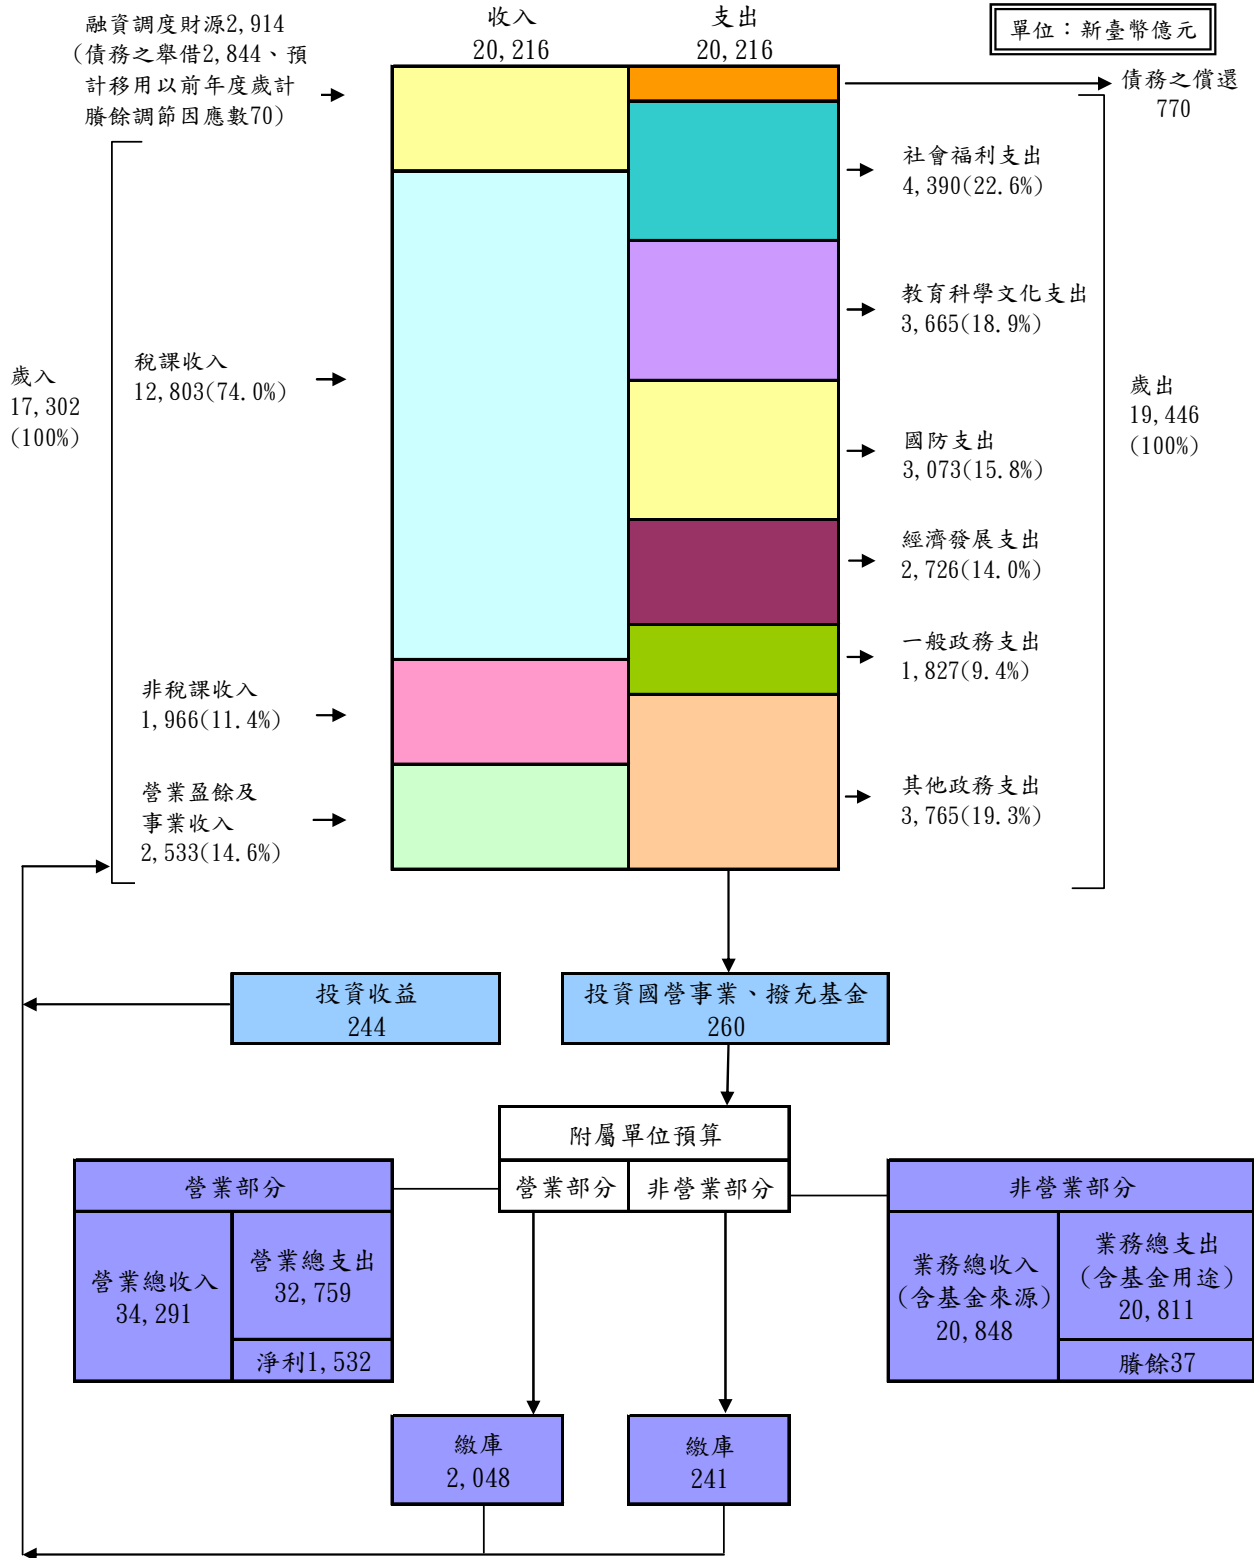 融資調度財源2,914
(債務之舉借2,844、預
計移用以前年度歲計
賸餘調節因應數70)
收入
20,216
支出
20,216
單位：新臺幣億元
債務之償還
770
社會福利支出
4,390(22.6%)
教育科學文化支出
3,665(18.9%)
歲入
17,302
(100%)
稅課收入
12,803(74.0%)
歲出
19,446
(100%)
國防支出
3,073(15.8%)
經濟發展支出
2,726(14.0%)
一般政務支出
1,827(9.4%)
非稅課收入
1,966(11.4%)
營業盈餘及
事業收入
2,533(14.6%)
其他政務支出
3,765(19.3%)
投資收益
244
投資國營事業、撥充基金
260
附屬單位預算
營業部分
非營業部分
營業部分
營業總收入
34,291
營業總支出
32,759
淨利1,532
非營業部分
業務總收入
(含基金來源)
20,848
業務總支出
(含基金用途)
20,811
賸餘37
繳庫
2,048
繳庫
241